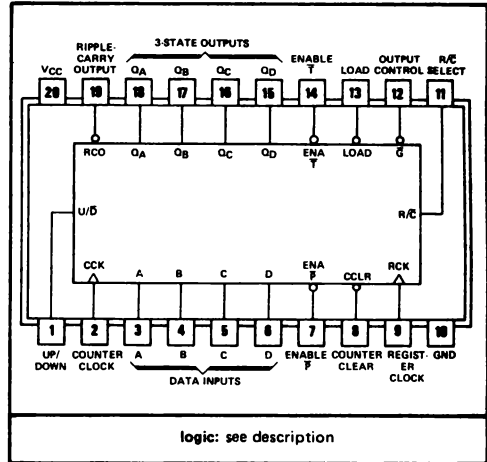 3-STATE OUTPUTS
RIPPLE-
CARRY
OUTPUT
ENABLE
T̅
OUTPUT
CONTROL
R/C̅
SELECT
VCC QA QB QC QD LOAD
20 19 18 17 16 15 14 13 12 11
RCO QA QB QC QD ENA T̅ LOAD G̅
U/D̅ R/C̅
CCK A B C D ENA P̅ CCLR RCK
1 2 3 4 5 6 7 8 9 10
UP/
DOWN
COUNTER
CLOCK
A B C D
DATA INPUTS
ENABLE
P̅
COUNTER
CLEAR
REGIST-
ER
CLOCK
GND
logic: see description